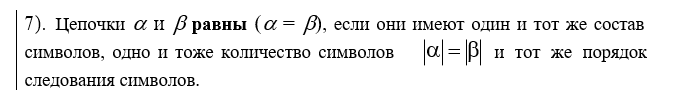 7). Цепочки α и β равны (α = β), если они имеют один и тот же состав
символов, одно и тоже количество символов |α|=|β| и тот же порядок
следования символов.